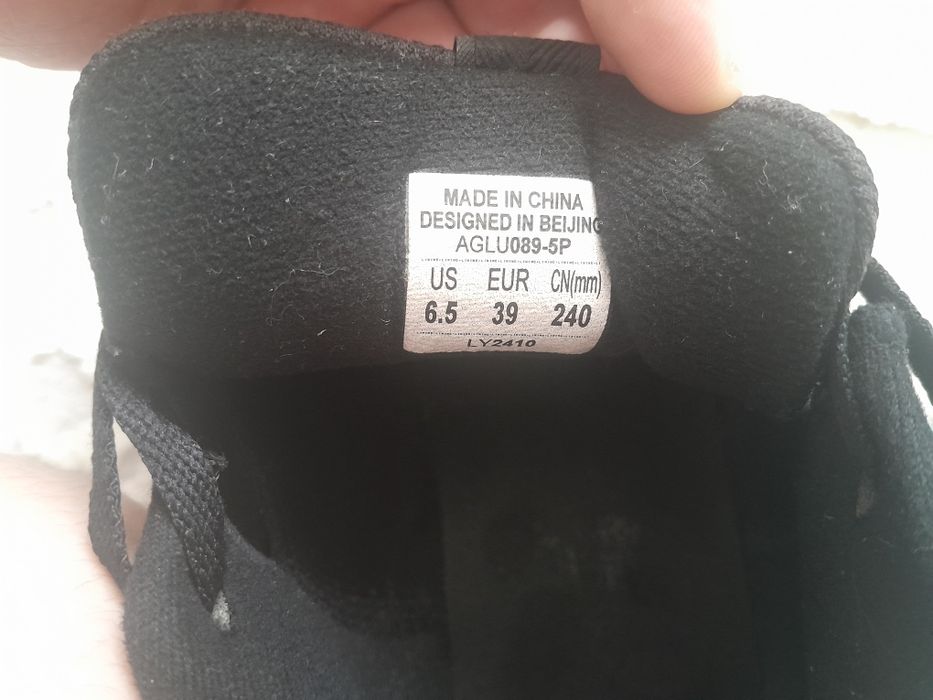 MADE IN CHINA
DESIGNED IN BEIJING
AGLU089-5P
US EUR CN(mm)
6.5 39 240
LY2410